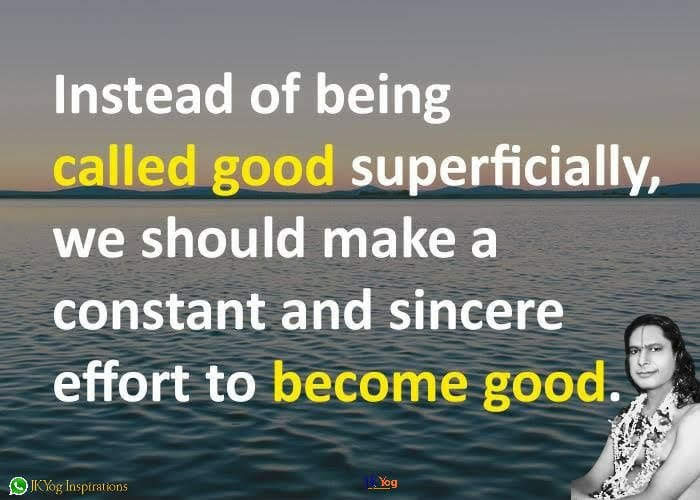 Instead of being
called good superficially,
we should make a
constant and sincere
effort to become good.
JKYog Inspirations
JKYog